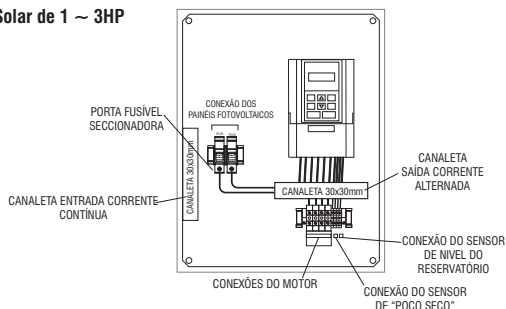 Solar de 1 ~ 3HP
CONEXÃO DOS
PAINÉIS FOTOVOLTAICOS
PORTA FUSÍVEL
SECCIONADORA
CANALETA 30x30mm
CANALETA ENTRADA CORRENTE
CONTÍNUA
CANALETA 30x30mm
CANALETA
SAÍDA CORRENTE
ALTERNADA
CONEXÃO DO SENSOR
DE NIVEL DO
RESERVATÓRIO
CONEXÕES DO MOTOR
CONEXÃO DO SENSOR
DE "POÇO SECO"